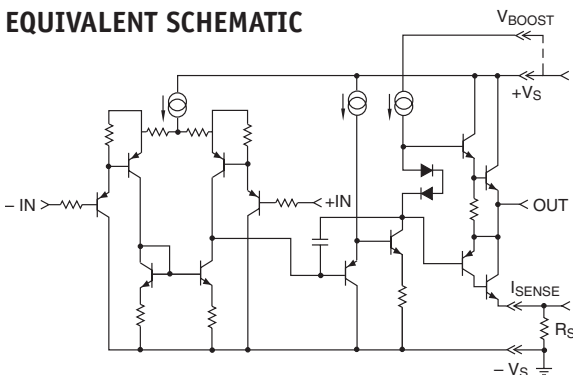 EQUIVALENT SCHEMATIC
VBOOST
+VS
– IN
+IN
OUT
ISENSE
RS
– VS